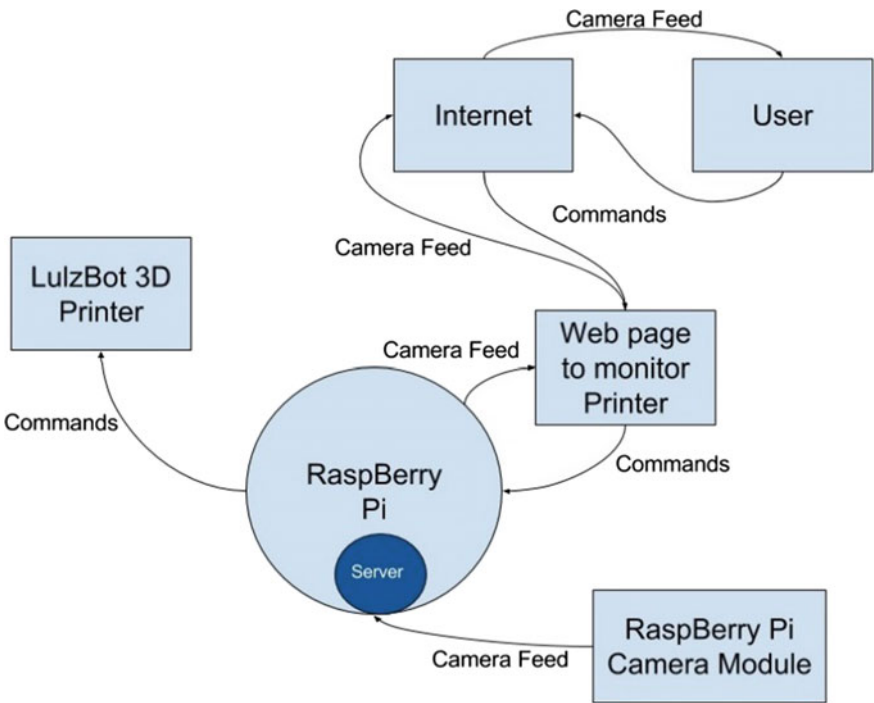 Camera Feed
Internet
User
Commands
Camera Feed
LulzBot 3D
Printer
Web page
to monitor
Printer
Camera Feed
Commands
Commands
RaspBerry
Pi
Server
RaspBerry Pi
Camera Module
Camera Feed